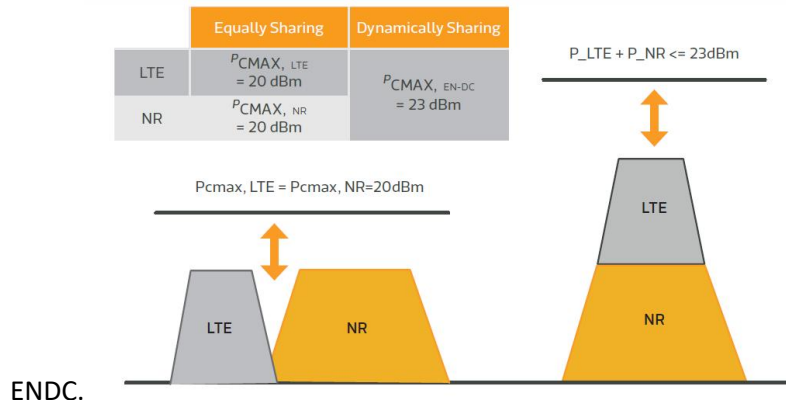 Equally Sharing Dynamically Sharing
LTE
PCMAX, LTE
= 20 dBm
PCMAX, EN-DC
= 23 dBm
NR
PCMAX, NR
= 20 dBm
P_LTE + P_NR <= 23dBm
Pcmax, LTE = Pcmax, NR=20dBm
LTE
NR
LTE
NR
ENDC.